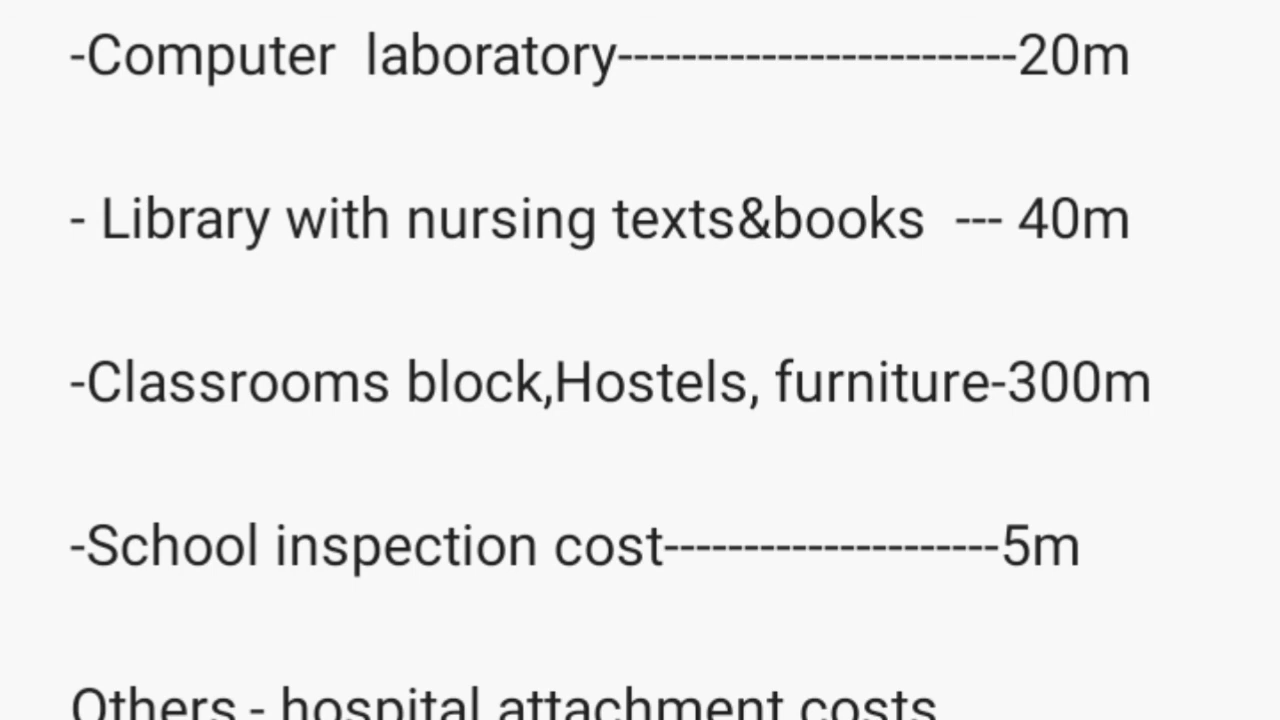 -Computer  laboratory-------------------------20m
- Library with nursing texts&books  --- 40m
-Classrooms block,Hostels, furniture-300m
-School inspection cost---------------------5m
Others - hospital attachment costs